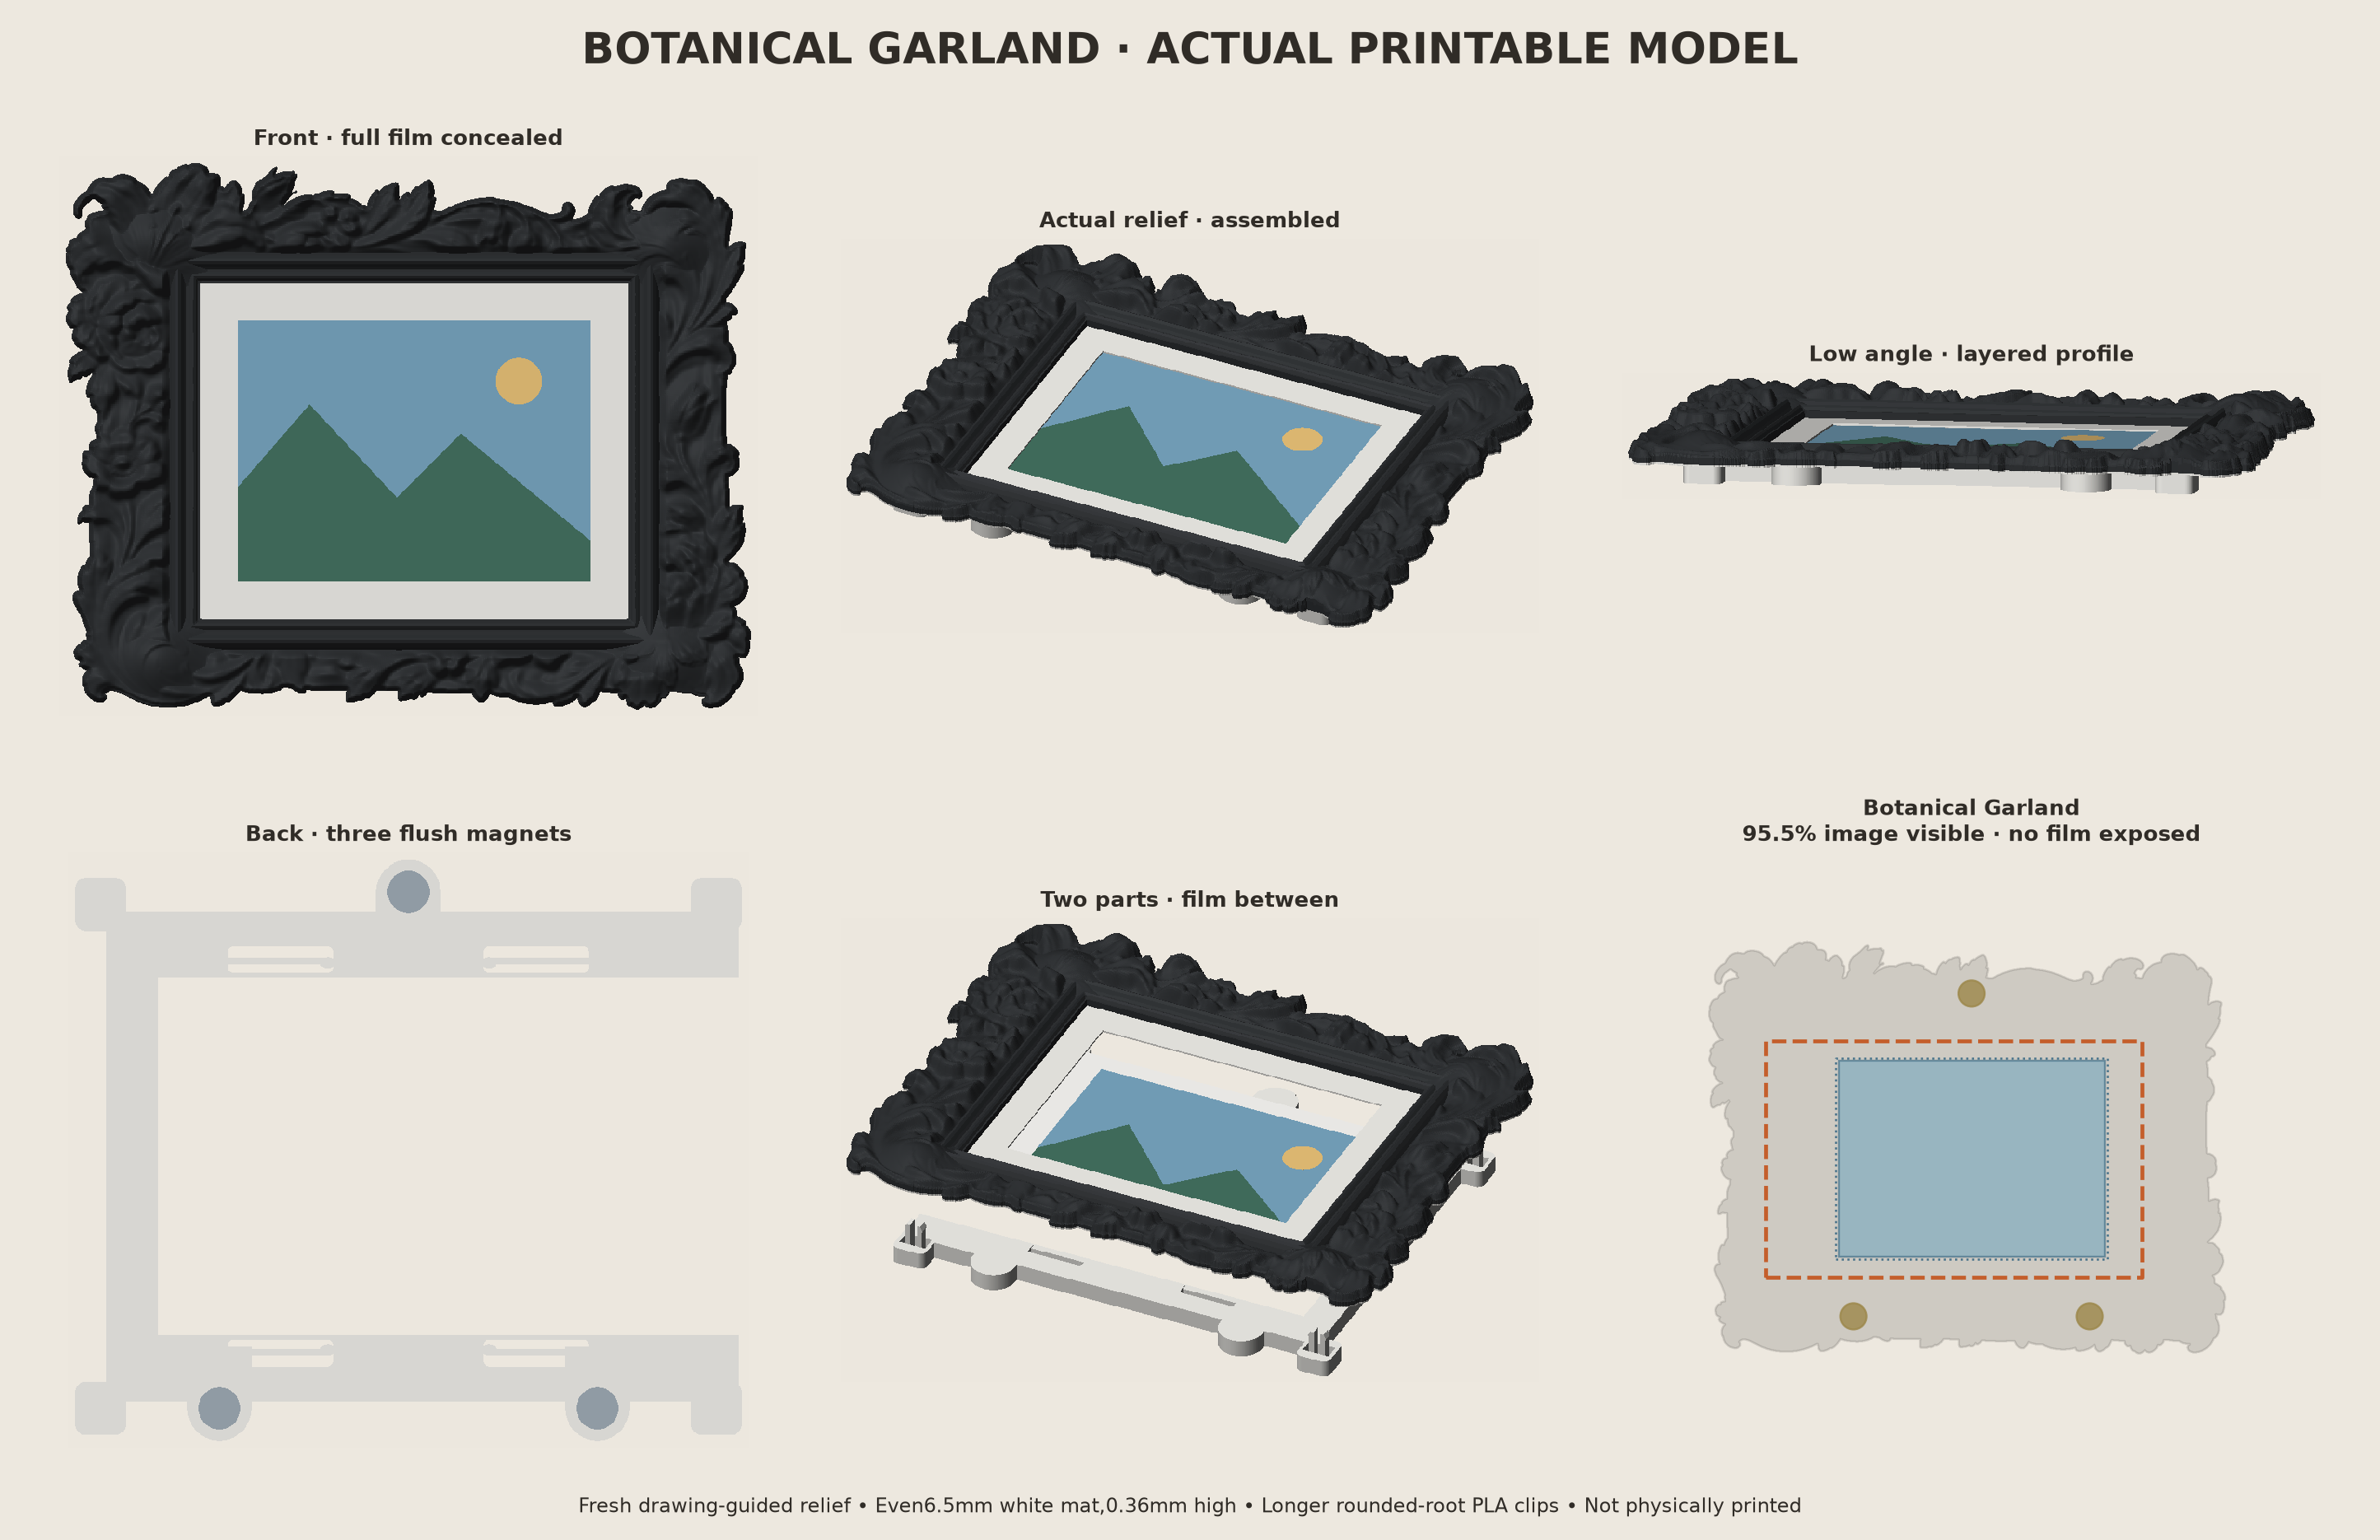 BOTANICAL GARLAND · ACTUAL PRINTABLE MODEL
Front · full film concealed
Actual relief · assembled
Low angle · layered profile
Back · three flush magnets
Two parts · film between
Botanical Garland
95.5% image visible · no film exposed
Fresh drawing-guided relief • Even6.5mm white mat,0.36mm high • Longer rounded-root PLA clips • Not physically printed